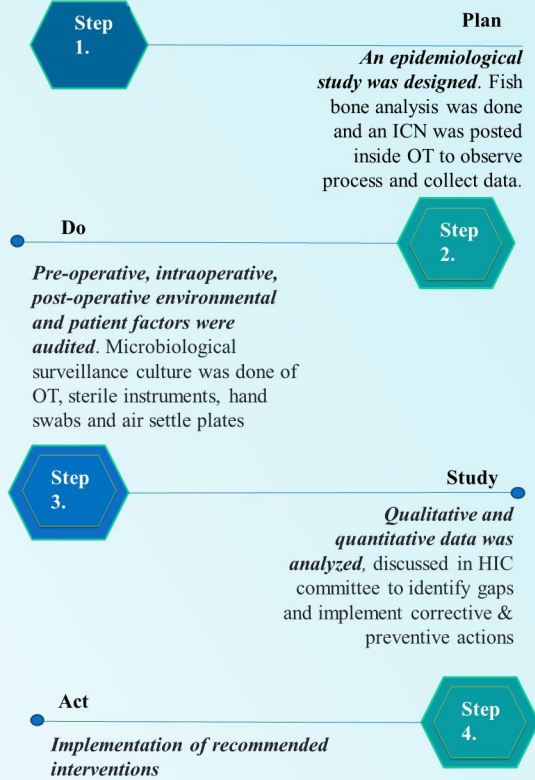 Step
1.
Plan
An epidemiological
study was designed. Fish
bone analysis was done
and an ICN was posted
inside OT to observe
process and collect data.
Do
Step
2.
Pre-operative, intraoperative,
post-operative environmental
and patient factors were
audited. Microbiological
surveillance culture was done of
OT, sterile instruments, hand
swabs and air settle plates
Step
3.
Study
Qualitative and
quantitative data was
analyzed, discussed in HIC
committee to identify gaps
and implement corrective &
preventive actions
Act
Step
4.
Implementation of recommended
interventions